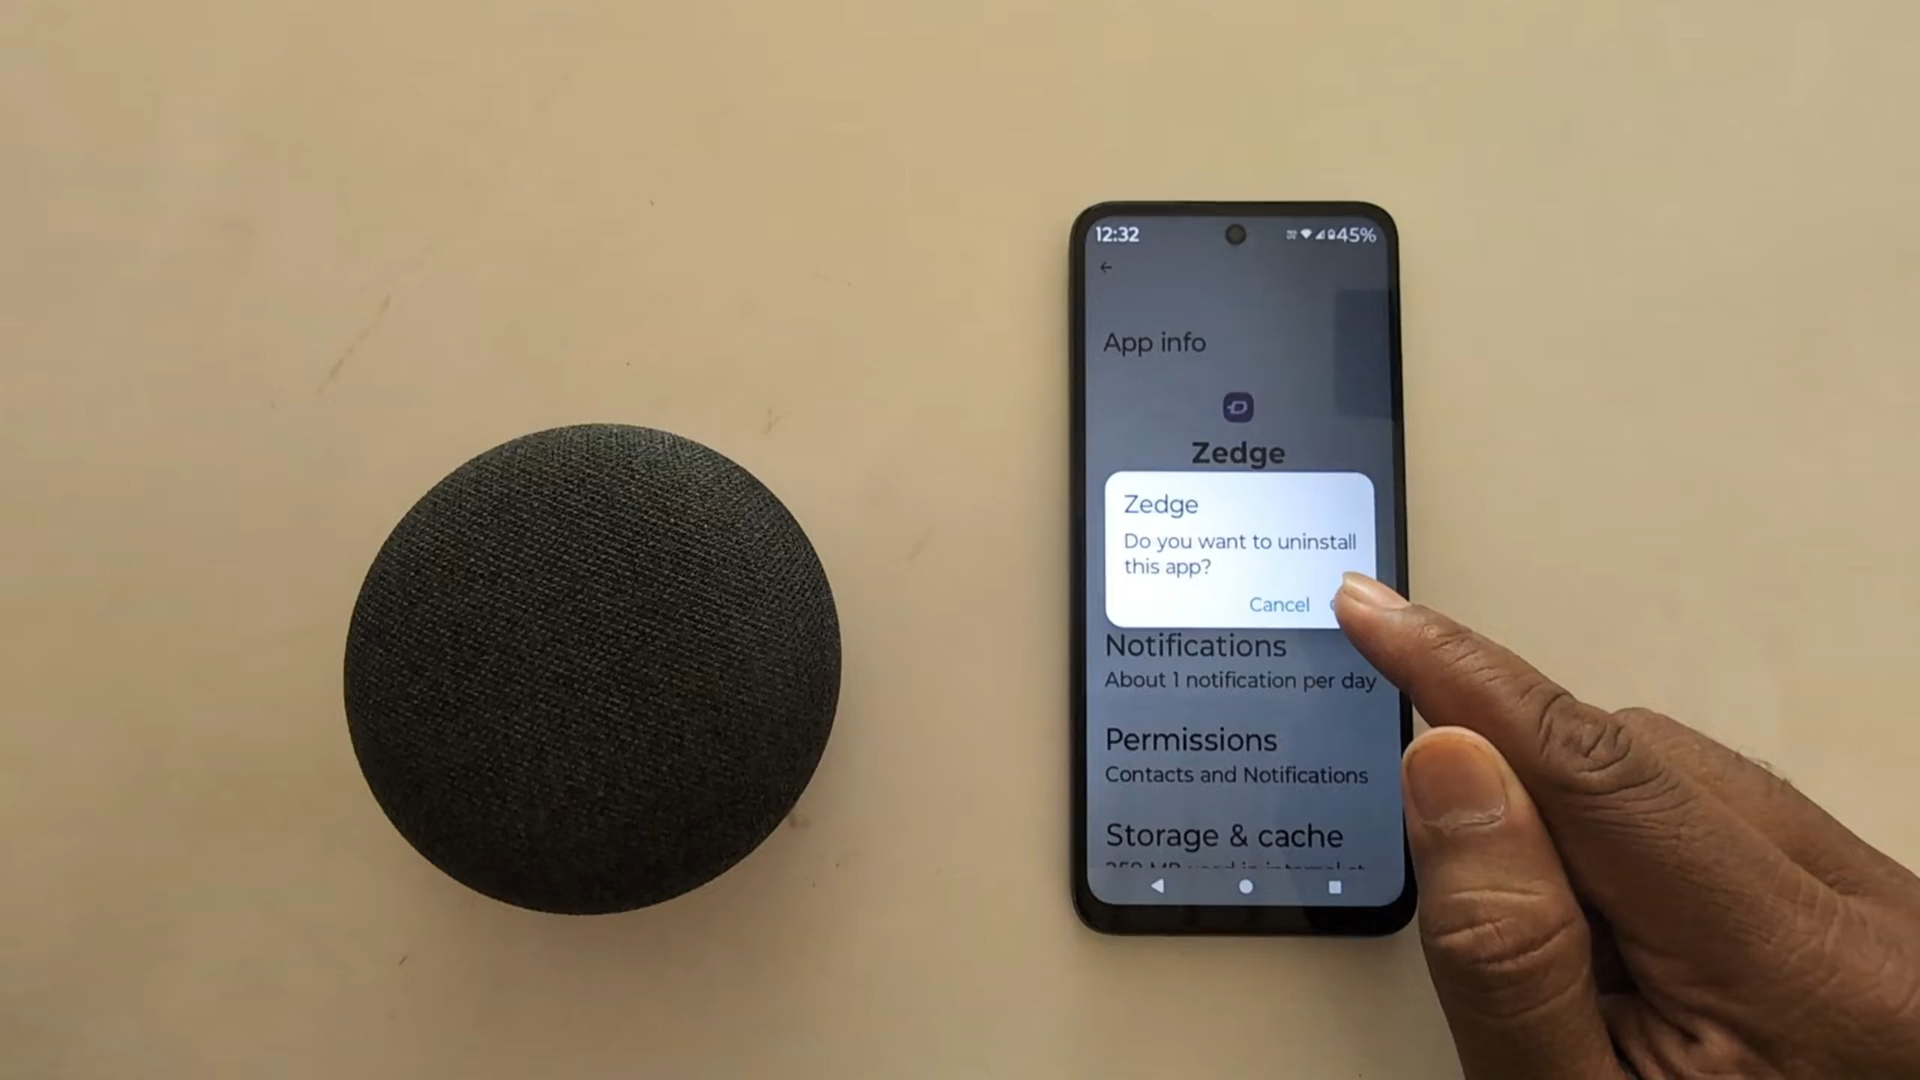 12:32
45%
App info
Zedge
Zedge
Do you want to uninstall
this app?
Cancel
Notifications
About 1 notification per day
Permissions
Contacts and Notifications
Storage & cache